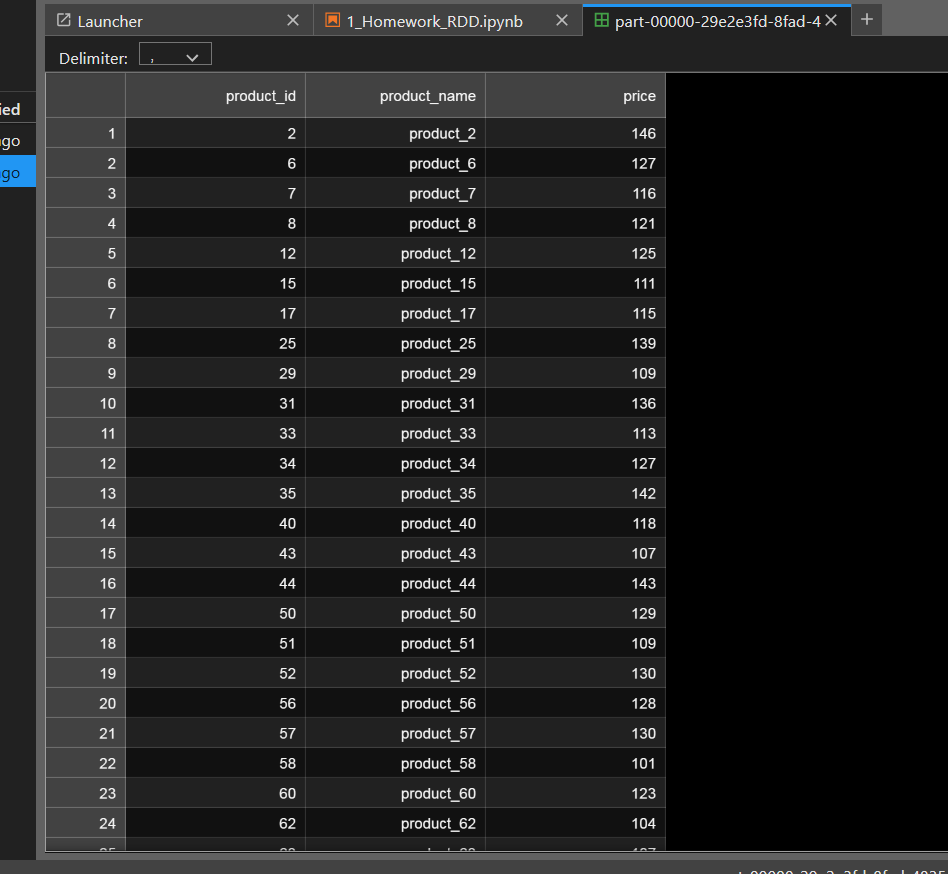 Launcher 1_Homework_RDD.ipynb part-00000-29e2e3fd-8fad-4
Delimiter: ,
ied
go
go
product_id product_name price
1 2 product_2 146
2 6 product_6 127
3 7 product_7 116
4 8 product_8 121
5 12 product_12 125
6 15 product_15 111
7 17 product_17 115
8 25 product_25 139
9 29 product_29 109
10 31 product_31 136
11 33 product_33 113
12 34 product_34 127
13 35 product_35 142
14 40 product_40 118
15 43 product_43 107
16 44 product_44 143
17 50 product_50 129
18 51 product_51 109
19 52 product_52 130
20 56 product_56 128
21 57 product_57 130
22 58 product_58 101
23 60 product_60 123
24 62 product_62 104